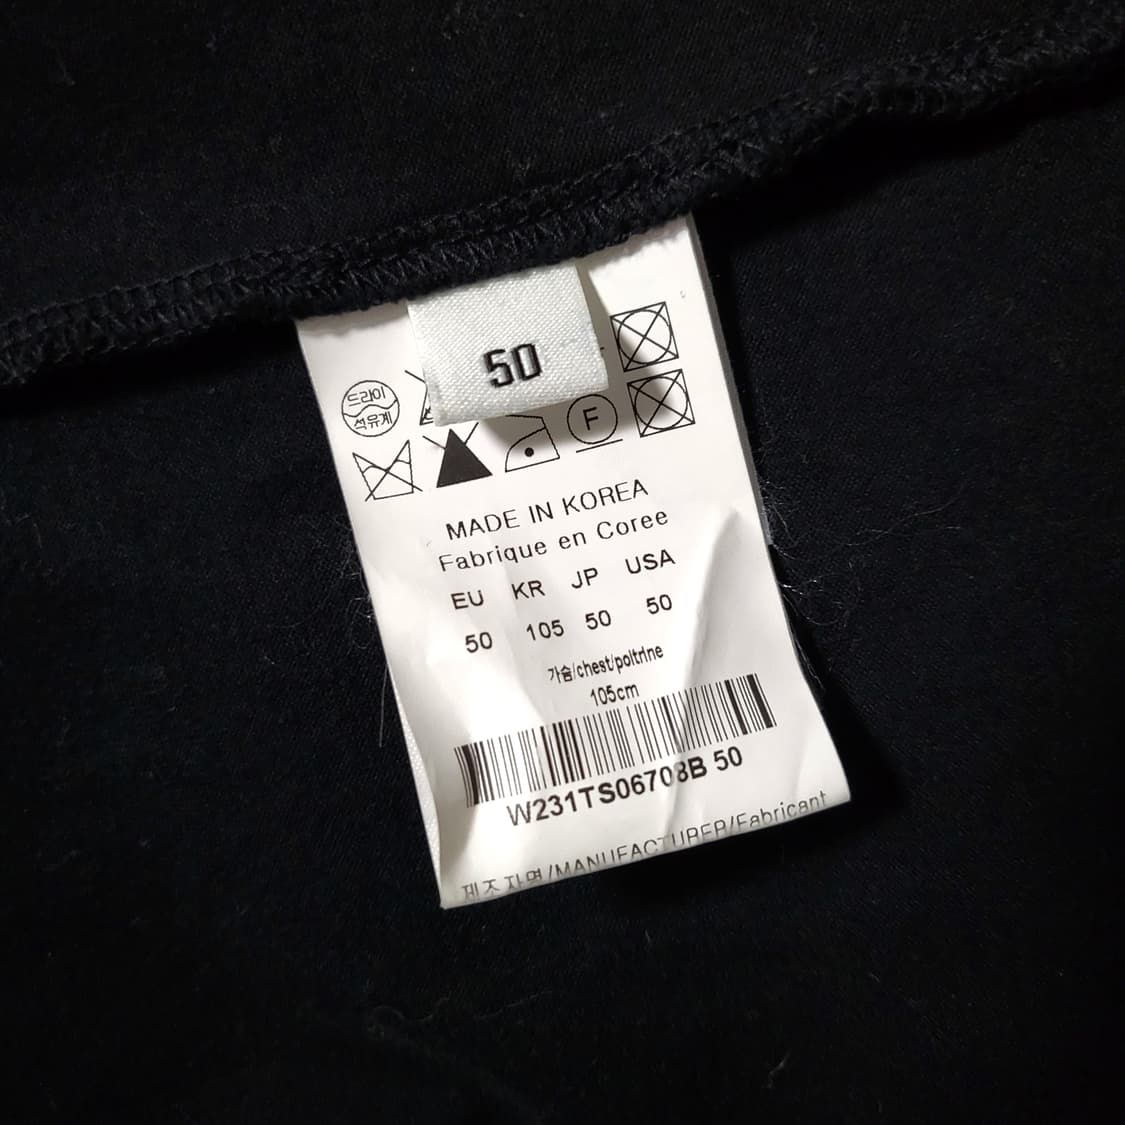 50
드라이
석유계
F
MADE IN KOREA
Fabrique en Coree
EU KR JP USA
50 105 50 50
가슴/chest/poltrine
105cm
W231TS06708B 50
제조자명/MANUFACTURER/Fabricant